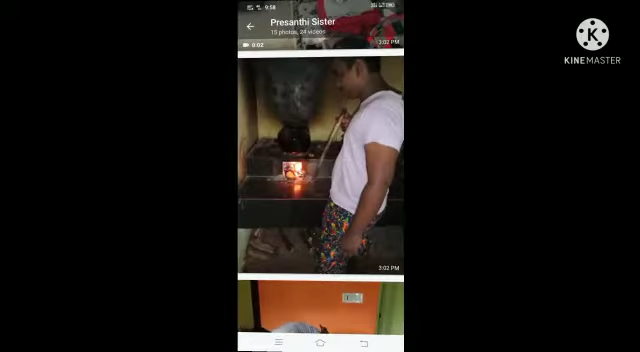 9:58
Presanthi Sister
15 photos, 24 videos
0:02
3:02 PM
K
KINEMASTER
3:02 PM